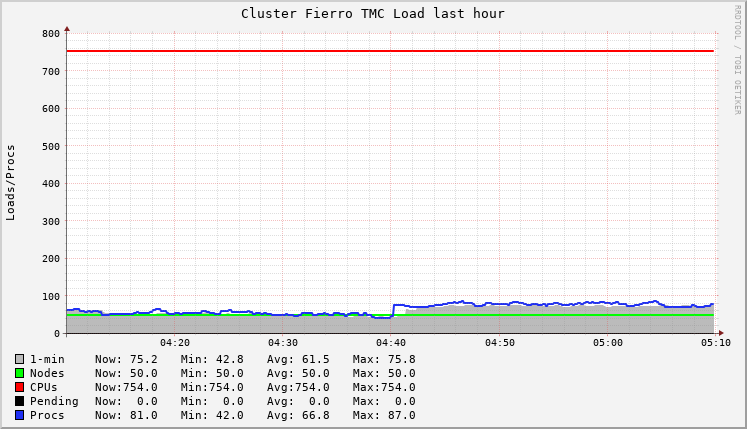 Cluster Fierro TMC Load last hour
RRDTOOL / TOBI OETIKER
Loads/Procs
800
700
600
500
400
300
200
100
0
04:20 04:30 04:40 04:50 05:00 05:10
1-min Now: 75.2 Min: 42.8 Avg: 61.5 Max: 75.8
Nodes Now: 50.0 Min: 50.0 Avg: 50.0 Max: 50.0
CPUs Now:754.0 Min:754.0 Avg:754.0 Max:754.0
Pending Now: 0.0 Min: 0.0 Avg: 0.0 Max: 0.0
Procs Now: 81.0 Min: 42.0 Avg: 66.8 Max: 87.0